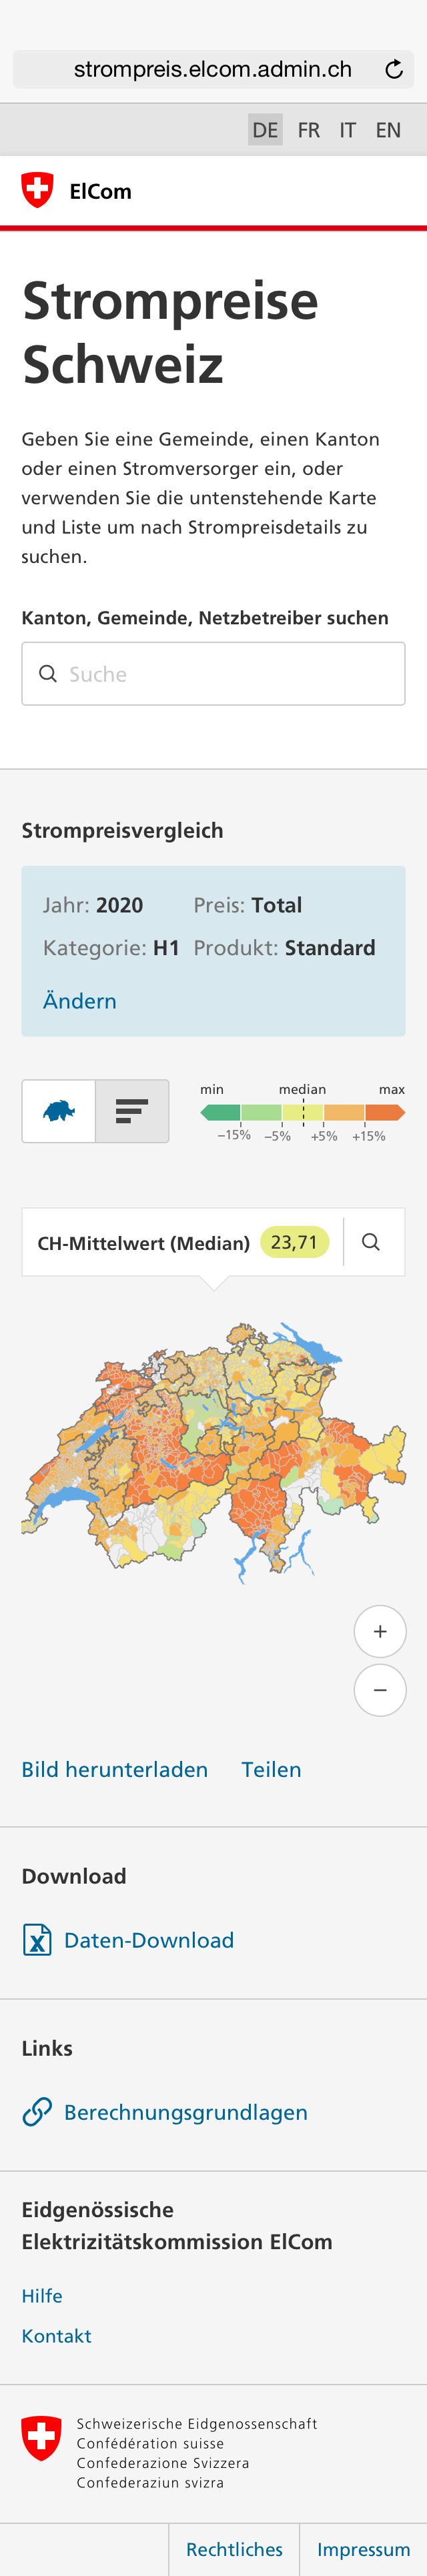 strompreis.elcom.admin.ch
DE FR IT EN
ElCom
Strompreise
Schweiz
Geben Sie eine Gemeinde, einen Kanton
oder einen Stromversorger ein, oder
verwenden Sie die untenstehende Karte
und Liste um nach Strompreisdetails zu
suchen.
Kanton, Gemeinde, Netzbetreiber suchen
Suche
Strompreisvergleich
Jahr: 2020 Preis: Total
Kategorie: H1 Produkt: Standard
Ändern
min median max
−15% −5% +5% +15%
CH-Mittelwert (Median) 23,71
+
−
Bild herunterladen Teilen
Download
Daten-Download
Links
Berechnungsgrundlagen
Eidgenössische
Elektrizitätskommission ElCom
Hilfe
Kontakt
Schweizerische Eidgenossenschaft
Confédération suisse
Confederazione Svizzera
Confederaziun svizra
Rechtliches Impressum